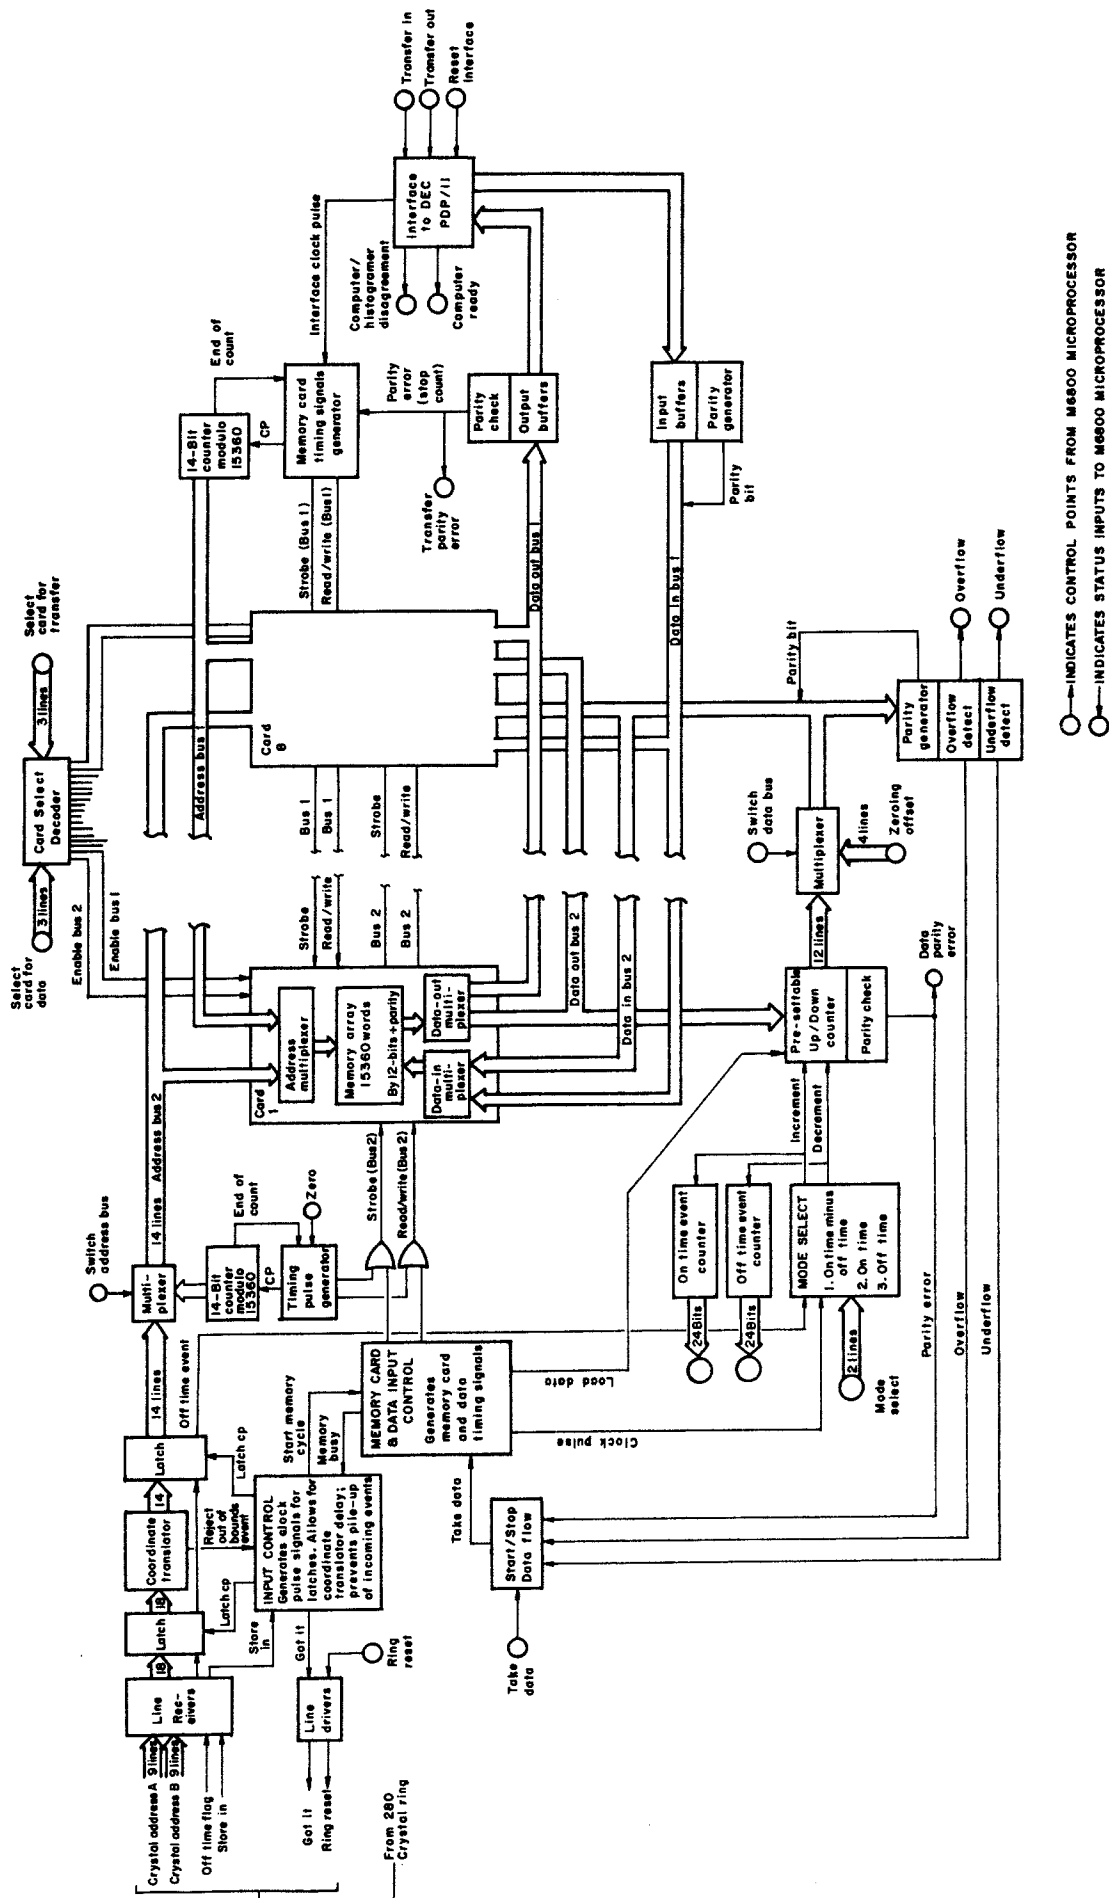 Crystal address A
9 lines
Crystal address B
9 lines
Off time flag
Store in
Line
Rec-
eivers
18
Latch
18
Coordinate
translator
14
Latch
14 lines
Multi-
plexer
Switch
address bus
14 lines
Address bus 2
Off time event
Latch cp
Latch cp
Reject
out of
bounds
event
Store
in
INPUT CONTROL
Generates clock
pulse signals for
latches. Allows for
coordinate
translator delay;
prevents pile-up
of incoming events
Got it
Line
drivers
Ring
reset
Got it
Ring reset
From 280
Crystal ring
Start memory
cycle
Memory
busy
14-Bit
counter
modulo
15360
End of
count
CP
Timing
pulse
generator
Zero
Strobe (Bus2)
Read/write (Bus 2)
MEMORY CARD
& DATA INPUT
CONTROL
Generates
memory card
and data
timing signals
Take data
Start/Stop
Data flow
Take
data
Load data
Clock pulse
Select
card for
data
3 lines
Card Select
Decoder
3 lines
Select
card for
transfer
Enable bus 2
Enable bus 1
Address bus 1
Card
1
Address
multiplexer
Memory array
15360 words
By 12-bits + parity
Data-in
multi-
plexer
Data-out
multi-
plexer
Strobe
Read/write
Bus 2
Bus 2
Bus 1
Bus 1
Strobe
Read/write
Card
8
Strobe (Bus 1)
Read/write (Bus 1)
14-Bit
counter
modulo
15360
End of
count
CP
Memory card
timing signals
generator
Interface clock pulse
Parity
error
(stop
count)
Transfer
parity
error
Parity
check
Output
buffers
Data out bus 1
Data out bus 2
Data in bus 2
Data in bus 1
Computer/
histogramer
disagreement
Computer
ready
Interface
to DEC
PDP/11
Transfer in
Transfer out
Reset
interface
Input
buffers
Parity
generator
Parity
bit
On time event
counter
Off time event
counter
24 Bits
24 Bits
MODE SELECT
1. On time minus
off time
2. On time
3. Off time
2 lines
Mode
select
Increment
Decrement
Pre-settable
Up/Down
counter
Parity check
12 lines
Multiplexer
Switch
data bus
4 lines
Zeroing
offset
Data
parity
error
Parity bit
Parity
generator
Overflow
detect
Underflow
detect
Overflow
Underflow
Parity error
Overflow
Underflow
INDICATES CONTROL POINTS FROM M6800 MICROPROCESSOR
INDICATES STATUS INPUTS TO M6800 MICROPROCESSOR